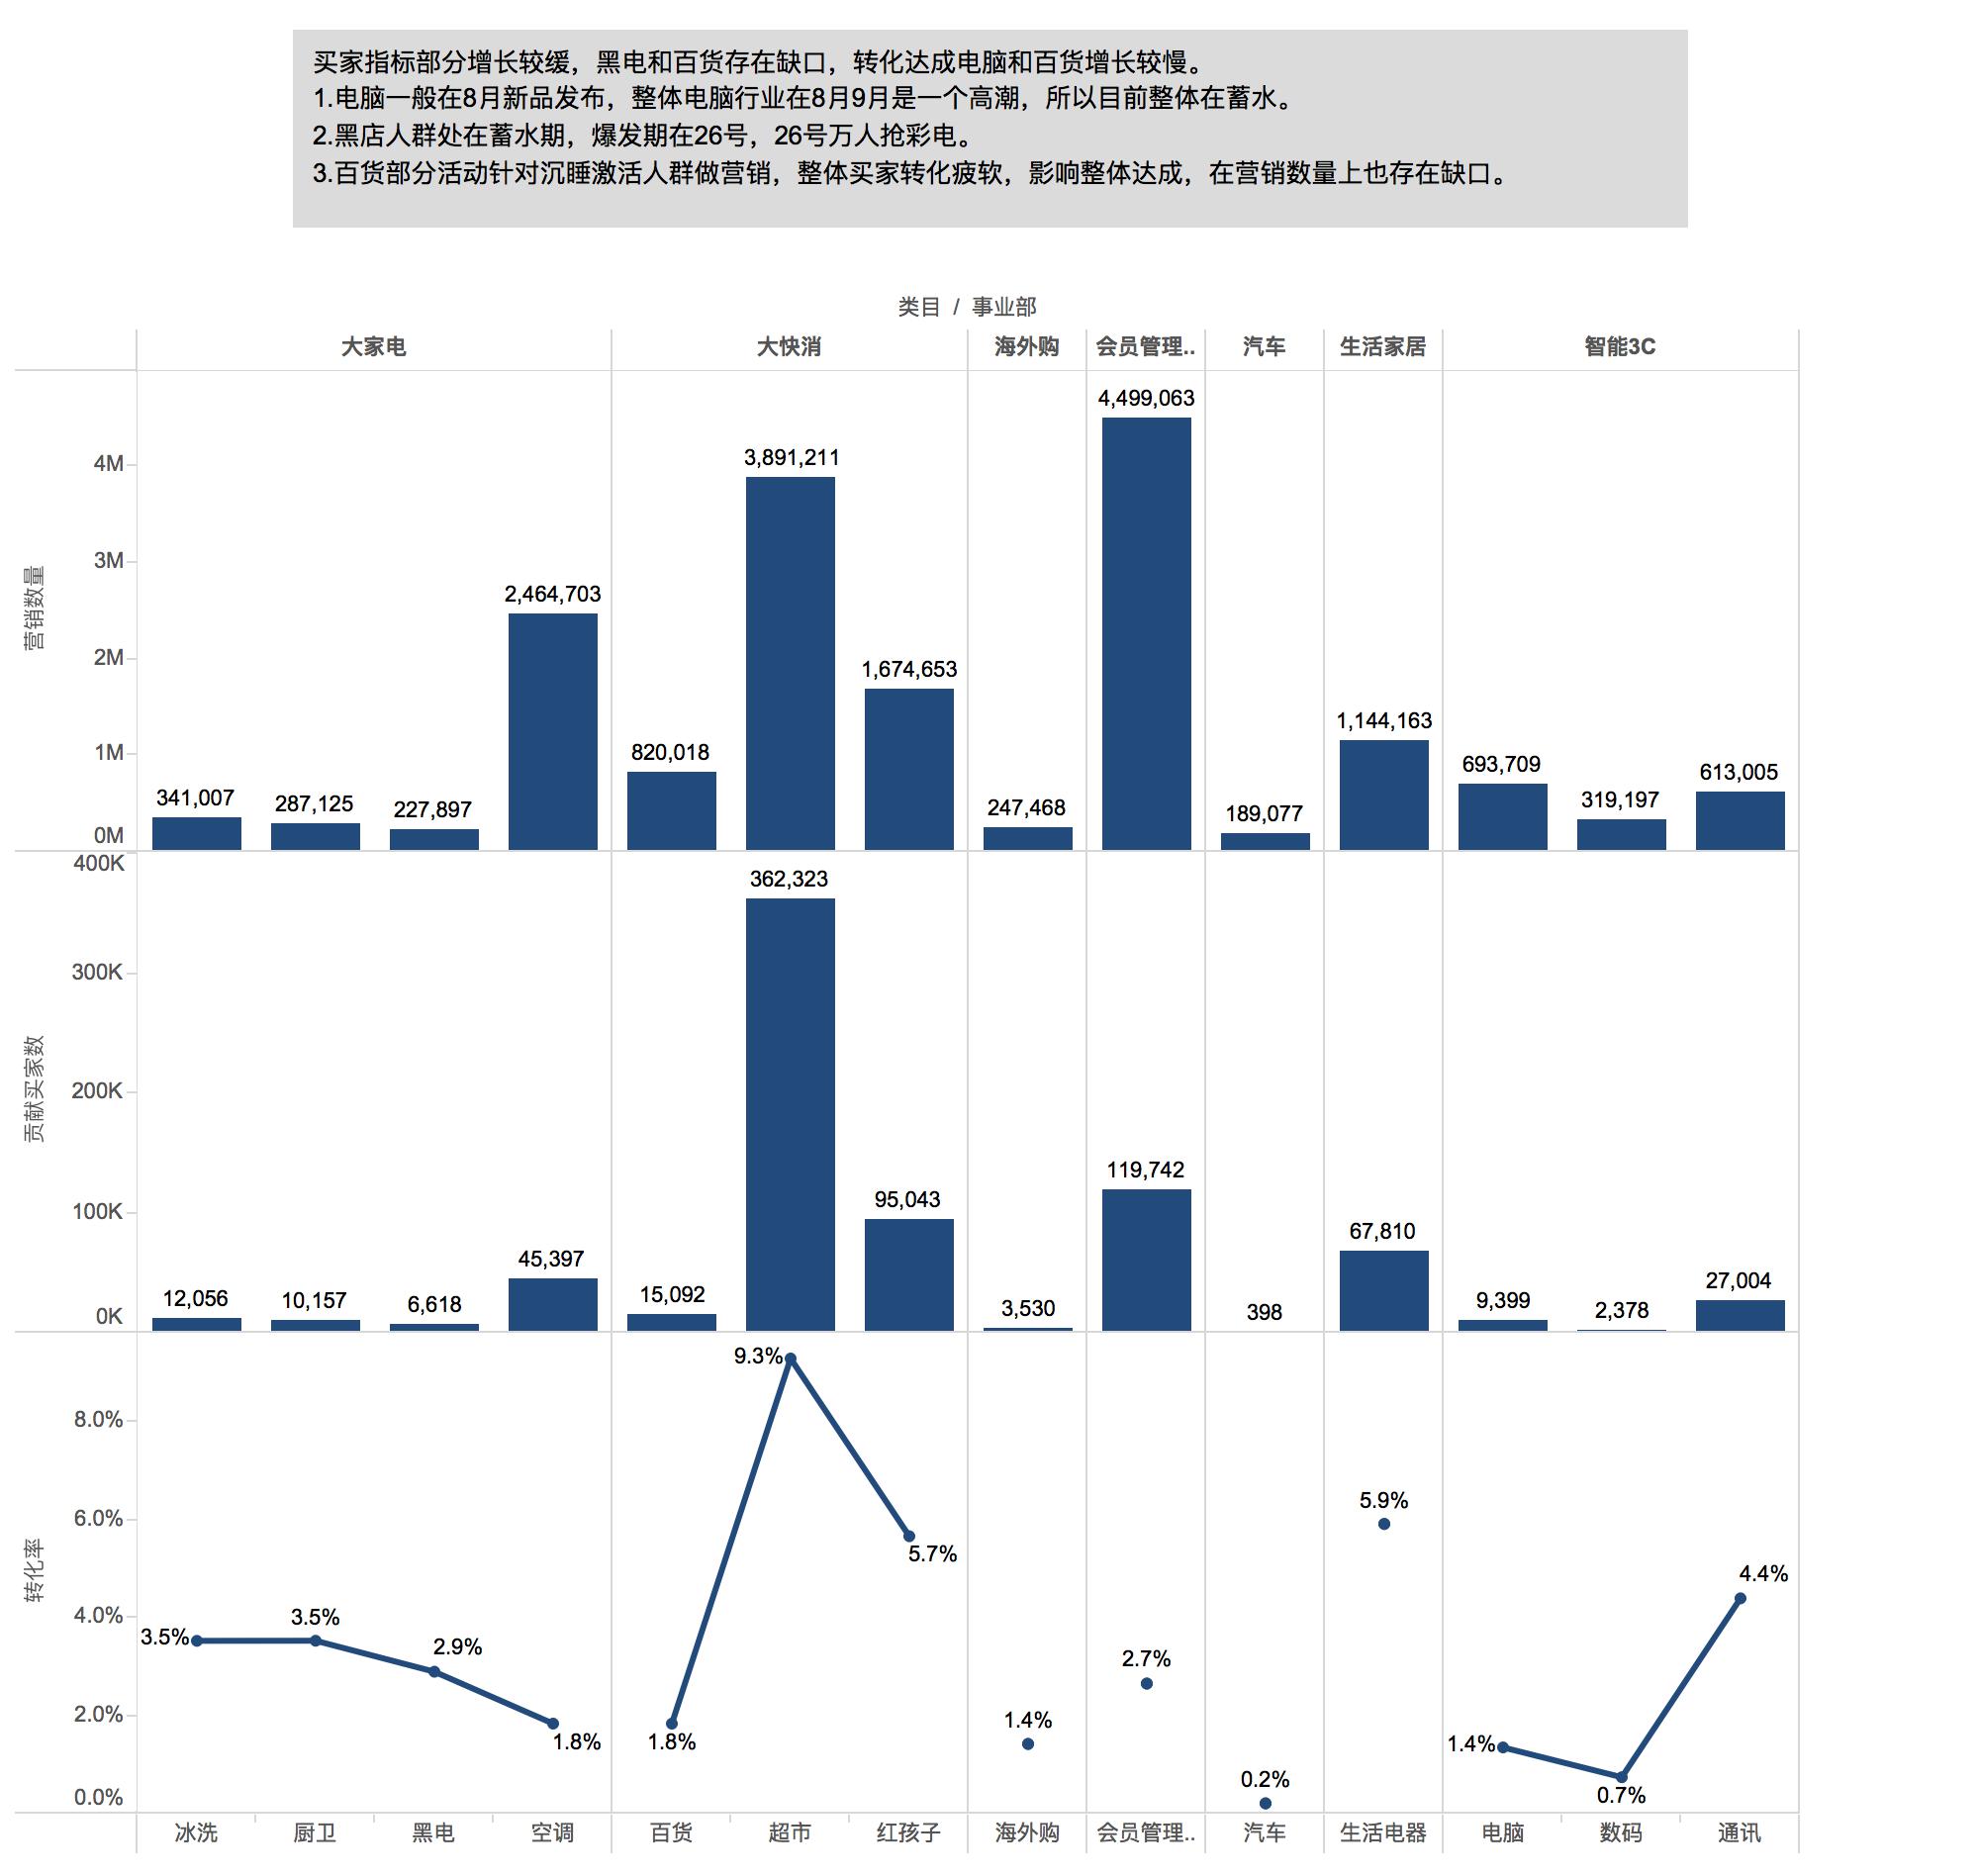 买家指标部分增长较缓，黑电和百货存在缺口，转化达成电脑和百货增长较慢。
1.电脑一般在8月新品发布，整体电脑行业在8月9月是一个高潮，所以目前整体在蓄水。
2.黑店人群处在蓄水期，爆发期在26号，26号万人抢彩电。
3.百货部分活动针对沉睡激活人群做营销，整体买家转化疲软，影响整体达成，在营销数量上也存在缺口。
类目 / 事业部
大家电 大快消 海外购 会员管理.. 汽车 生活家居 智能3C
营销数量
4M
3M
2M
1M
0M
341,007 287,125 227,897 2,464,703 820,018 3,891,211 1,674,653 247,468 4,499,063 189,077 1,144,163 693,709 319,197 613,005
贡献买家数
400K
300K
200K
100K
0K
12,056 10,157 6,618 45,397 15,092 362,323 95,043 3,530 119,742 398 67,810 9,399 2,378 27,004
转化率
8.0%
6.0%
4.0%
2.0%
0.0%
3.5% 3.5% 2.9% 1.8% 1.8% 9.3% 5.7% 1.4% 2.7% 0.2% 5.9% 1.4% 0.7% 4.4%
冰洗 厨卫 黑电 空调 百货 超市 红孩子 海外购 会员管理.. 汽车 生活电器 电脑 数码 通讯